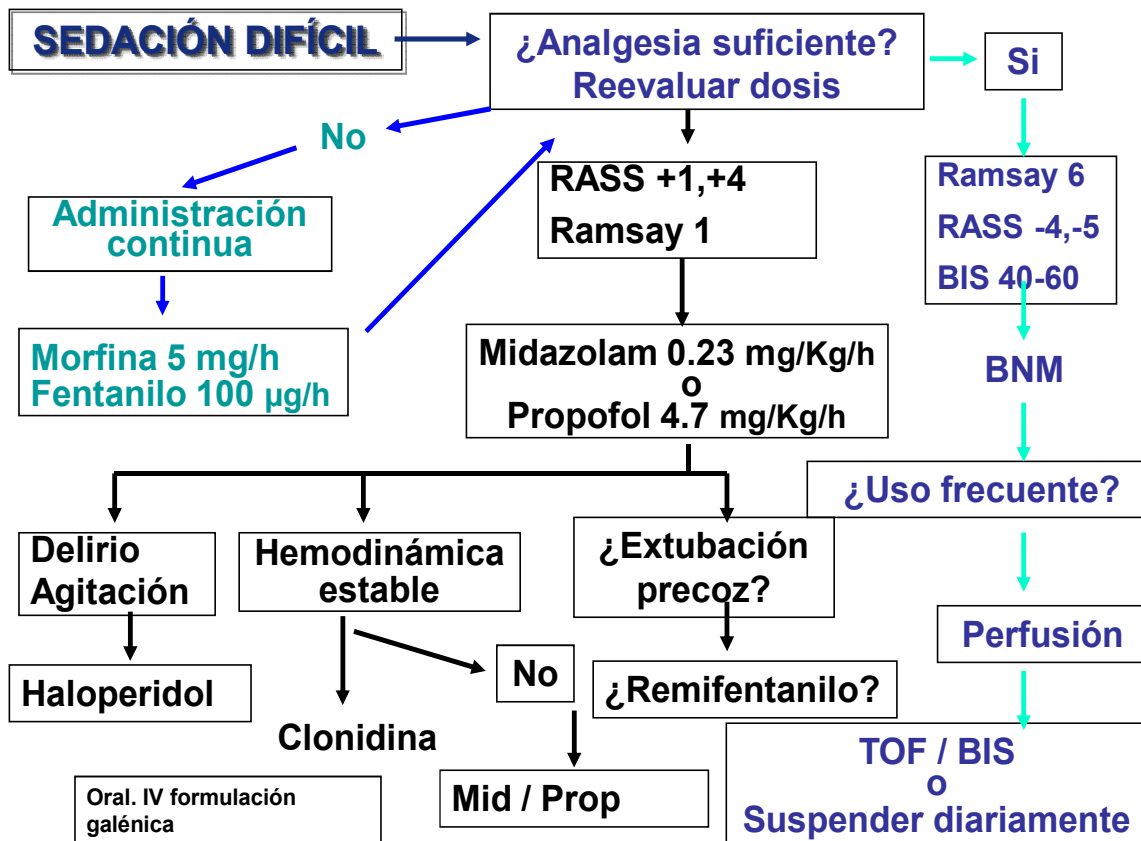 SEDACIÓN DIFÍCIL
¿Analgesia suficiente?
Reevaluar dosis
Si
No
Administración
continua
Morfina 5 mg/h
Fentanilo 100 µg/h
RASS +1,+4
Ramsay 1
Ramsay 6
RASS -4,-5
BIS 40-60
Midazolam 0.23 mg/Kg/h
o
Propofol 4.7 mg/Kg/h
BNM
¿Uso frecuente?
Delirio
Agitación
Hemodinámica
estable
¿Extubación
precoz?
Perfusión
Haloperidol
Clonidina
No
¿Remifentanilo?
Mid / Prop
TOF / BIS
o
Suspender diariamente
Oral. IV formulación
galénica